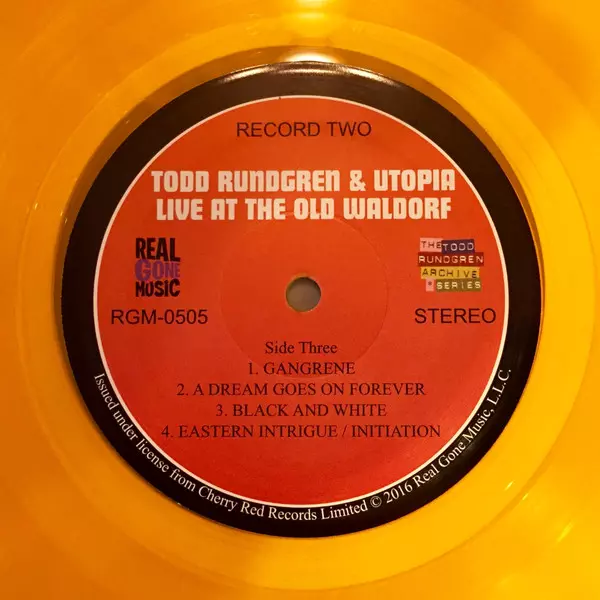 RECORD TWO
TODD RUNDGREN & UTOPIA
LIVE AT THE OLD WALDORF
REAL
GONE
MUSIC
THE TODD
RUNDGREN
ARCHIVE
SERIES
RGM-0505
STEREO
Side Three
1. GANGRENE
2. A DREAM GOES ON FOREVER
3. BLACK AND WHITE
4. EASTERN INTRIGUE / INITIATION
Issued under license from Cherry Red Records Limited © 2016 Real Gone Music, L.L.C.